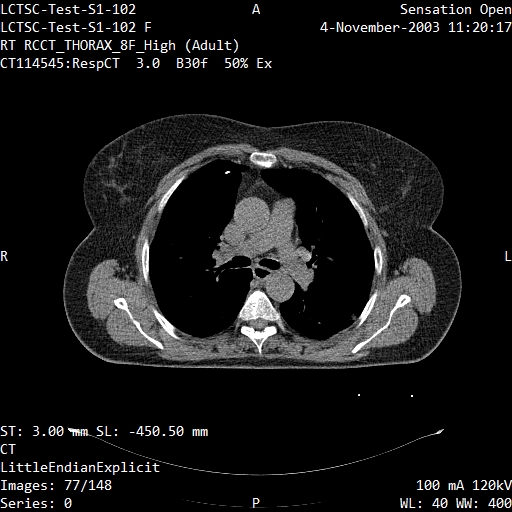 LCTSC-Test-S1-102
A
Sensation Open
LCTSC-Test-S1-102 F
4-November-2003 11:20:17
RT RCCT_THORAX_8F_High (Adult)
CT114545:RespCT 3.0 B30f 50% Ex
R
L
ST: 3.00 mm SL: -450.50 mm
CT
LittleEndianExplicit
Images: 77/148
100 mA 120kV
Series: 0
P
WL: 40 WW: 400